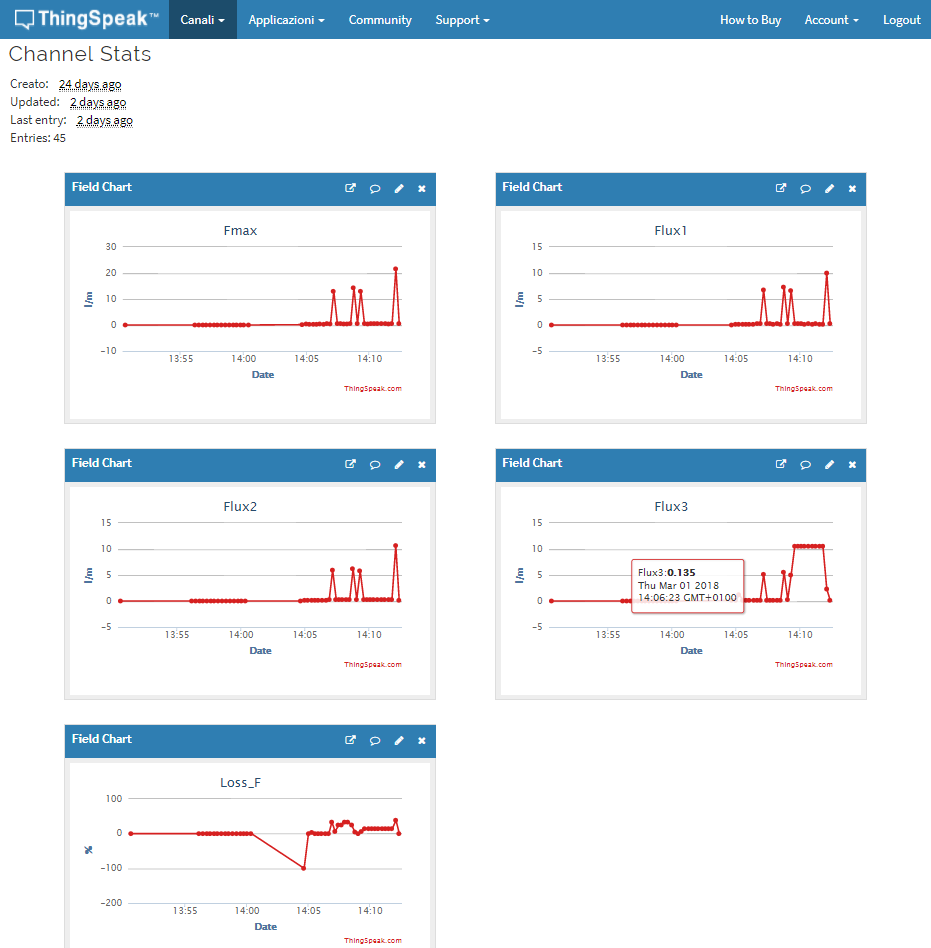 ThingSpeak™ Canali Applicazioni Community Support How to Buy Account Logout
Channel Stats
Creato: 24 days ago
Updated: 2 days ago
Last entry: 2 days ago
Entries: 45
Field Chart
Fmax
30
20
10
0
-10
l/m
13:55 14:00 14:05 14:10
Date
ThingSpeak.com
Field Chart
Flux1
15
10
5
0
-5
l/m
13:55 14:00 14:05 14:10
Date
ThingSpeak.com
Field Chart
Flux2
15
10
5
0
-5
l/m
13:55 14:00 14:05 14:10
Date
ThingSpeak.com
Field Chart
Flux3
15
10
5
0
-5
l/m
Flux3:0.135
Thu Mar 01 2018
14:06:23 GMT+0100
13:55 14:00 14:05 14:10
Date
ThingSpeak.com
Field Chart
Loss_F
100
0
-100
-200
%
13:55 14:00 14:05 14:10
Date
ThingSpeak.com